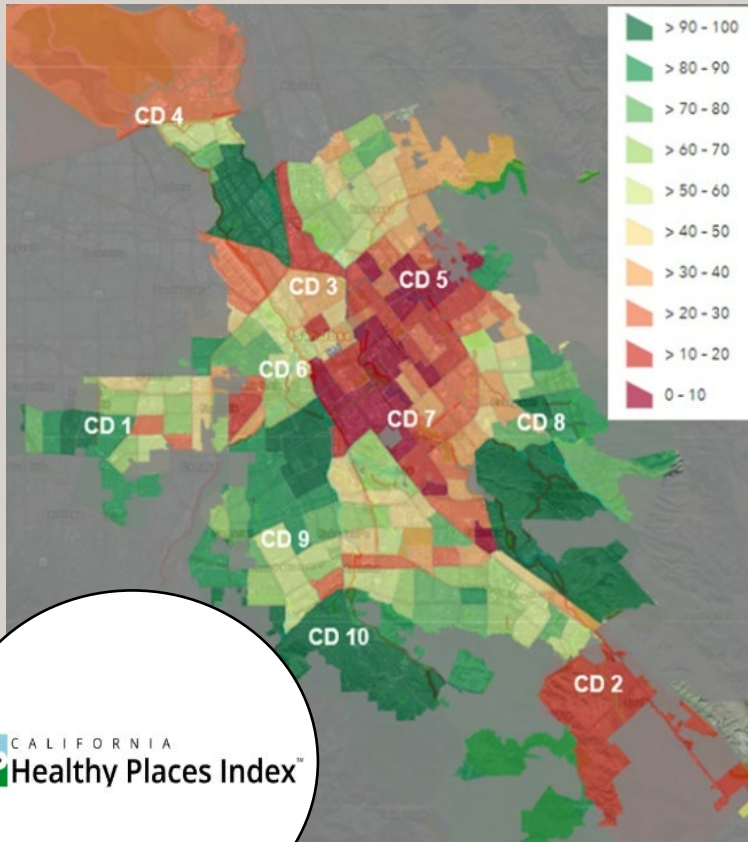 > 90 - 100
> 80 - 90
> 70 - 80
> 60 - 70
> 50 - 60
> 40 - 50
> 30 - 40
> 20 - 30
> 10 - 20
0 - 10
CD 4
CD 3
CD 5
CD 6
CD 1
CD 7
CD 8
CD 9
CD 10
CD 2
CALIFORNIA
Healthy Places Index™